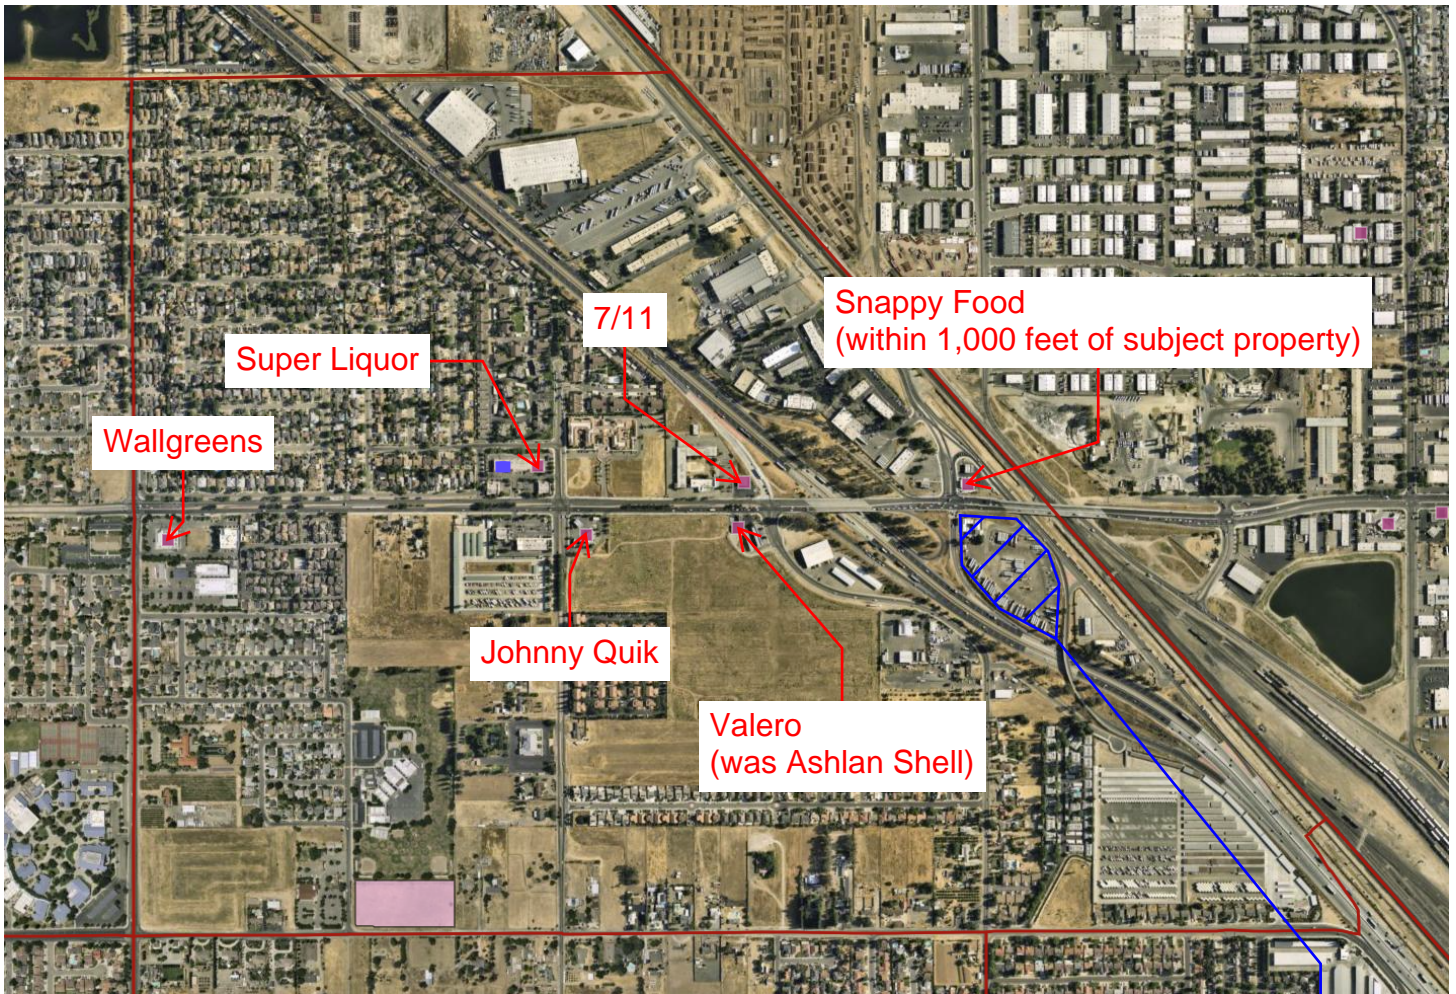 Snappy Food
(within 1,000 feet of subject property)
7/11
Super Liquor
Wallgreens
Johnny Quik
Valero
(was Ashlan Shell)